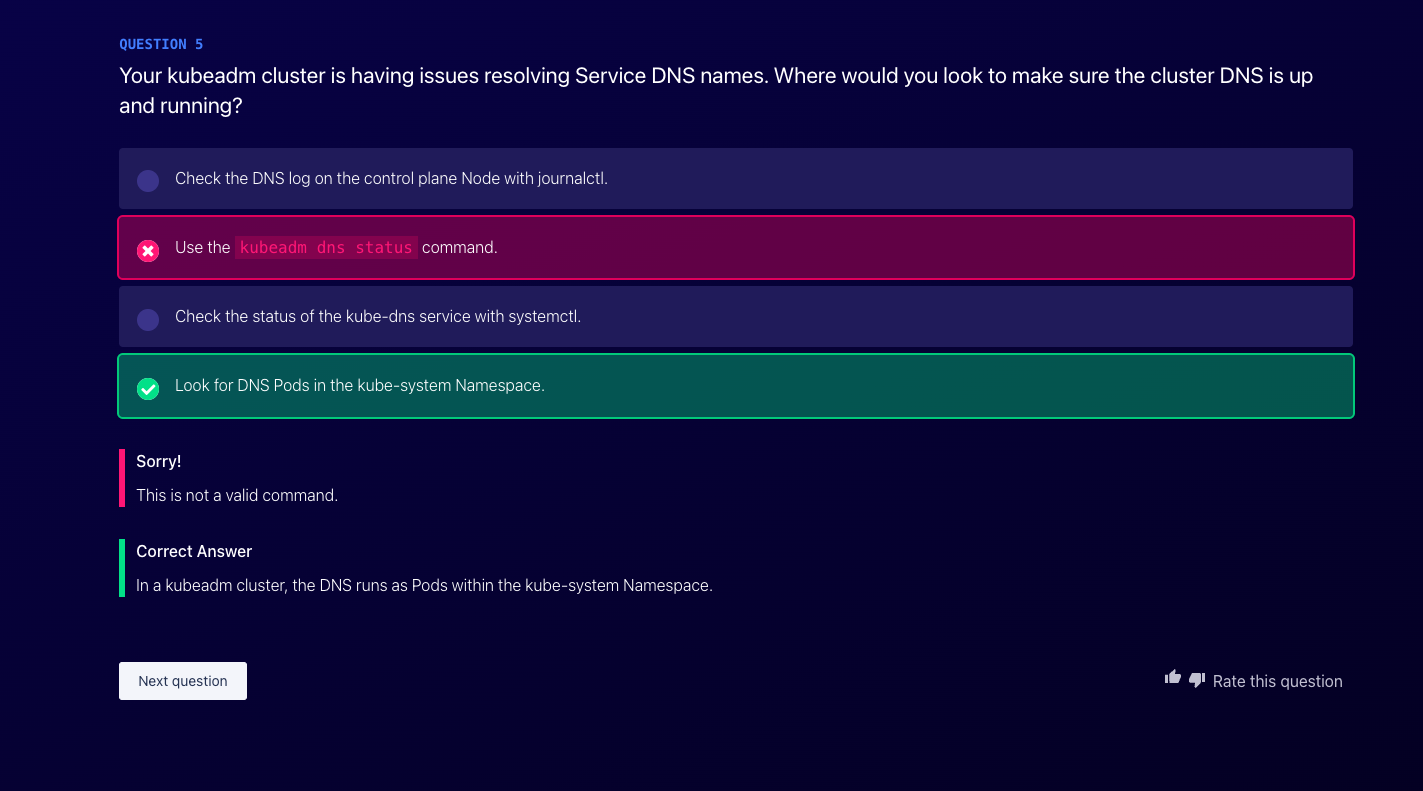 QUESTION 5
Your kubeadm cluster is having issues resolving Service DNS names. Where would you look to make sure the cluster DNS is up
and running?
Check the DNS log on the control plane Node with journalctl.
Use the kubeadm dns status command.
Check the status of the kube-dns service with systemctl.
Look for DNS Pods in the kube-system Namespace.
Sorry!
This is not a valid command.
Correct Answer
In a kubeadm cluster, the DNS runs as Pods within the kube-system Namespace.
Next question
Rate this question